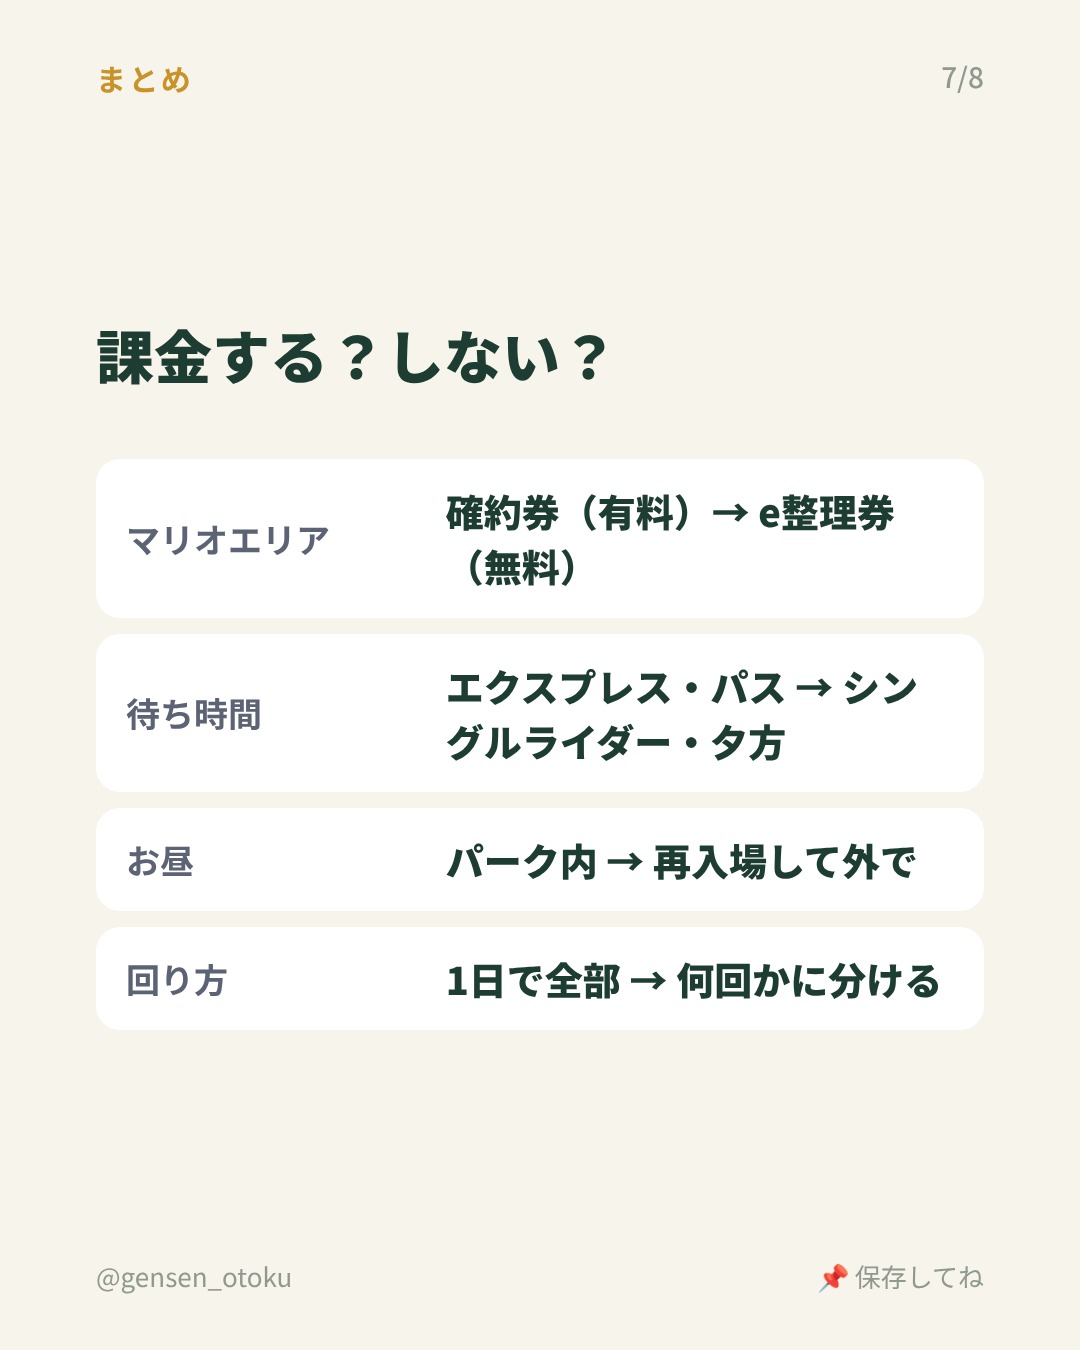 まとめ
7/8
課金する？しない？
マリオエリア
確約券（有料）→ e整理券
（無料）
待ち時間
エクスプレス・パス → シン
グルライダー・夕方
お昼
パーク内 → 再入場して外で
回り方
1日で全部 → 何回かに分ける
@gensen_otoku
📌 保存してね